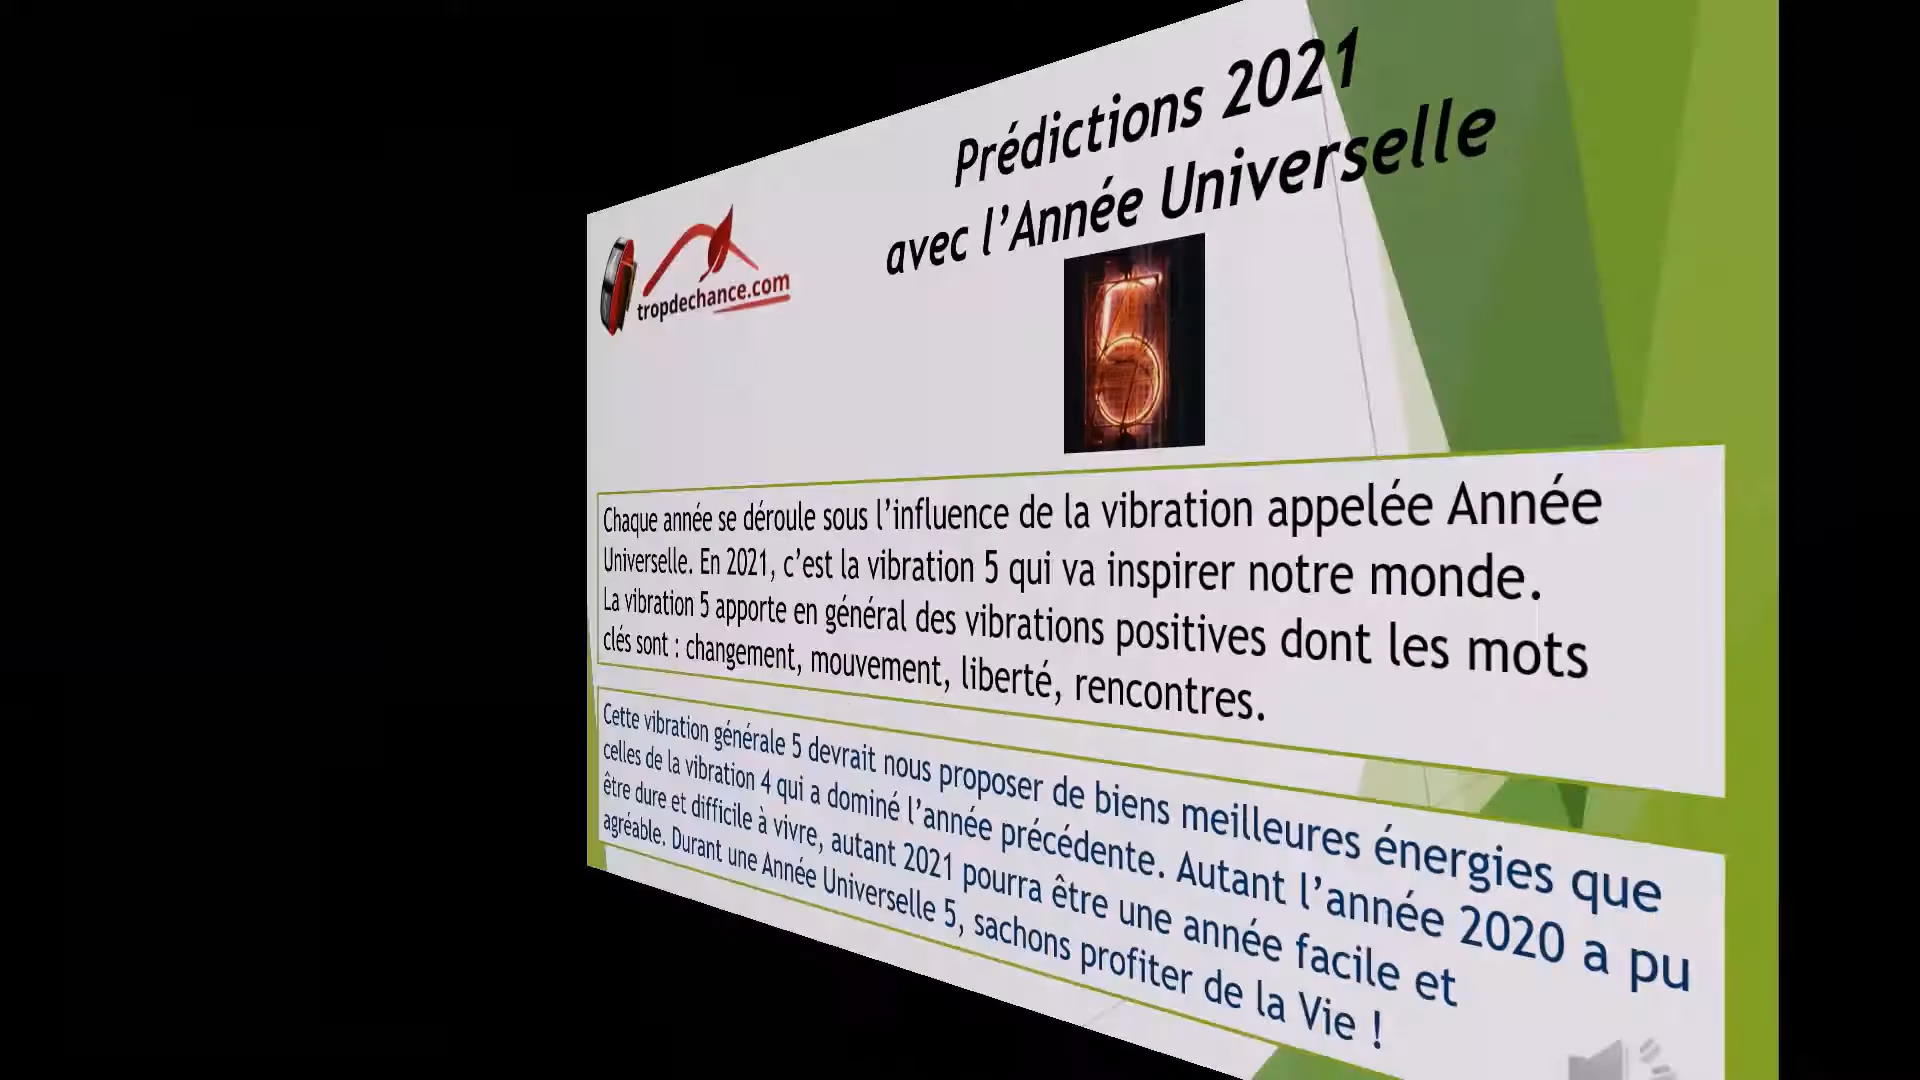 Prédictions 2021
avec l'Année Universelle
tropdechance.com
5
Chaque année se déroule sous l'influence de la vibration appelée Année
Universelle. En 2021, c'est la vibration 5 qui va inspirer notre monde.
La vibration 5 apporte en général des vibrations positives dont les mots
clés sont : changement, mouvement, liberté, rencontres.
Cette vibration générale 5 devrait nous proposer de biens meilleures énergies que
celles de la vibration 4 qui a dominé l'année précédente. Autant l'année 2020 a pu
être dure et difficile à vivre, autant 2021 pourra être une année facile et
agréable. Durant une Année Universelle 5, sachons profiter de la Vie !